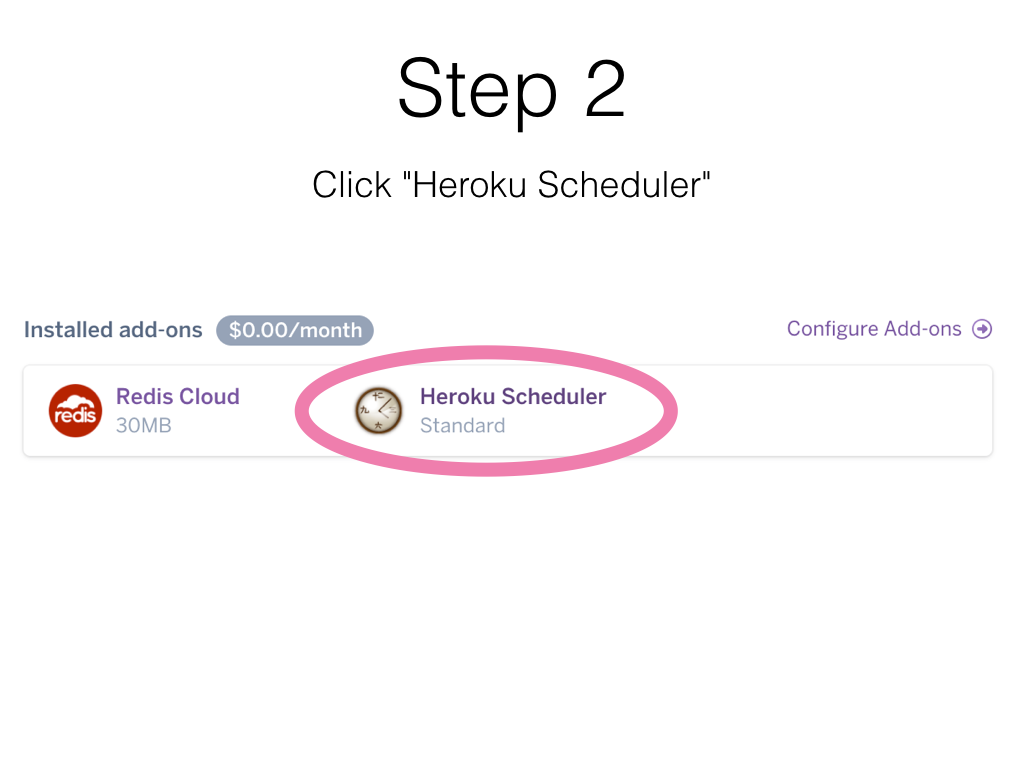 Step 2
Click "Heroku Scheduler"
Installed add-ons $0.00/month Configure Add-ons
redis Redis Cloud Heroku Scheduler
30MB Standard